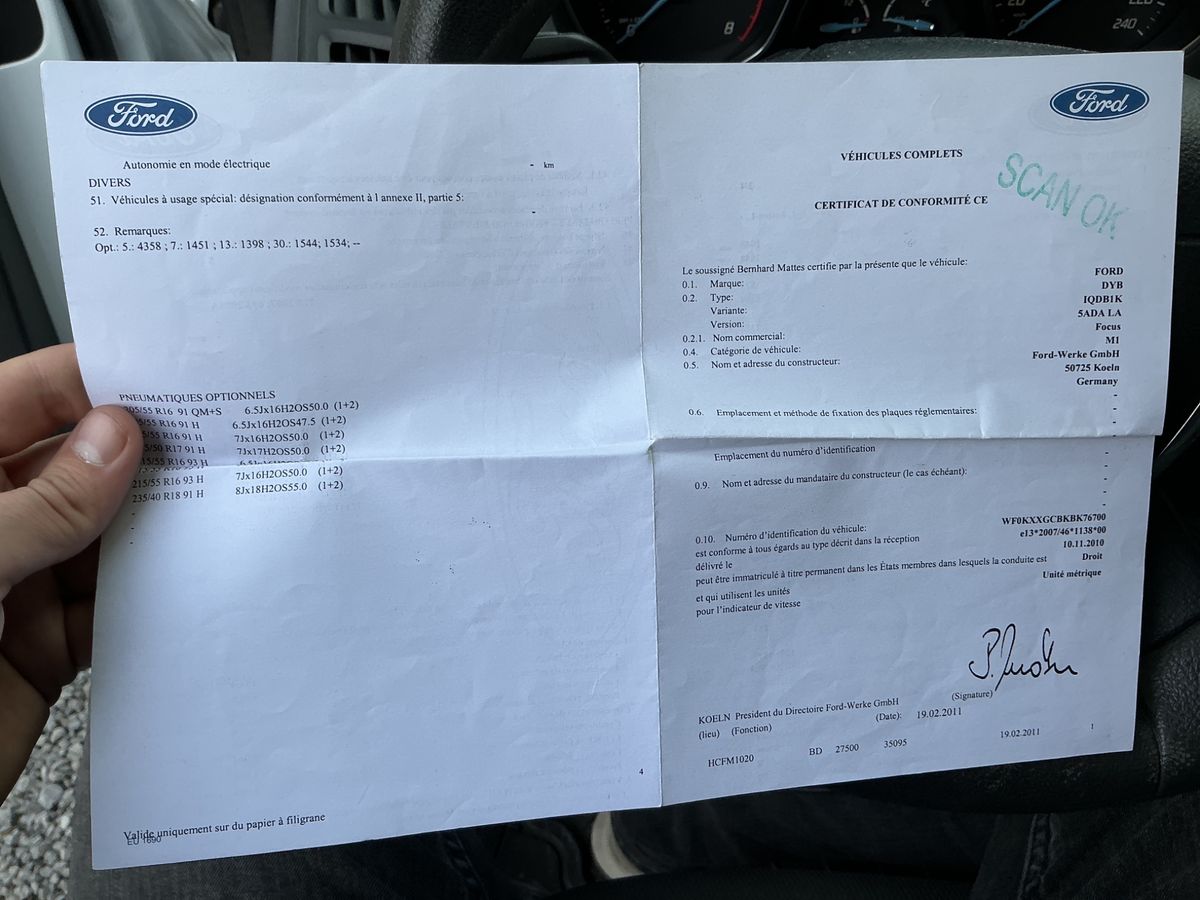 8
240
Ford
Autonomie en mode électrique - km
DIVERS
51. Véhicules à usage spécial: désignation conformément à l annexe II, partie 5:
-
52. Remarques:
Opt.: 5.: 4358 ; 7.: 1451 ; 13.: 1398 ; 30.: 1544; 1534; --
PNEUMATIQUES OPTIONNELS
/55 R16 91 QM+S 6.5Jx16H2OS50.0 (1+2)
/55 R16 91 H 6.5Jx16H2OS47.5 (1+2)
/55 R16 91 H 7Jx16H2OS50.0 (1+2)
/50 R17 91 H 7Jx17H2OS50.0 (1+2)
/55 R16 93 H
215/55 R16 93 H 7Jx16H2OS50.0 (1+2)
235/40 R18 91 H 8Jx18H2OS55.0 (1+2)
-
-
-
4
Valide uniquement sur du papier à filigrane
EU 1690
Ford
VÉHICULES COMPLETS
SCAN OK
CERTIFICAT DE CONFORMITÉ CE
Le soussigné Bernhard Mattes certifie par la présente que le véhicule:
0.1. Marque: FORD
0.2. Type: DYB
Variante: IQDB1K
Version: 5ADA LA
0.2.1. Nom commercial: Focus
0.4. Catégorie de véhicule: M1
0.5. Nom et adresse du constructeur: Ford-Werke GmbH
50725 Koeln
Germany
-
-
0.6. Emplacement et méthode de fixation des plaques réglementaires: -
-
Emplacement du numéro d'identification -
0.9. Nom et adresse du mandataire du constructeur (le cas échéant): -
-
-
0.10. Numéro d'identification du véhicule: WF0KXXGCBKBK76700
est conforme à tous égards au type décrit dans la réception e13*2007/46*1138*00
délivré le 10.11.2010
peut être immatriculé à titre permanent dans les États membres dans lesquels la conduite est Droit
et qui utilisent les unités Unité métrique
pour l'indicateur de vitesse
KOELN President du Directoire Ford-Werke GmbH (Signature)
(lieu) (Fonction) (Date): 19.02.2011
HCFM1020 BD 27500 35095 19.02.2011 1